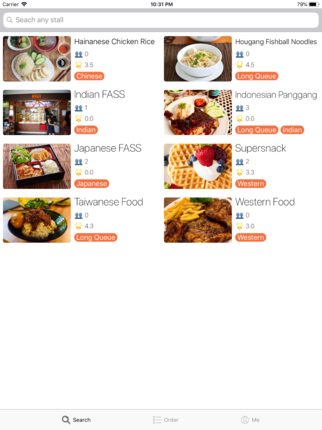 Carrier
10:31 PM
79%
Seach any stall
Hainanese Chicken Rice
0
3.5
Chinese
Hougang Fishball Noodles
0
4.5
Long Queue
Indian FASS
1
0.0
Indian
Indonesian Panggang
3
0.0
Long Queue Indian
Japanese FASS
2
0.0
Japanese
Supersnack
2
3.3
Western
Taiwanese Food
0
4.3
Long Queue
Western Food
0
3.0
Western
Search
Order
Me